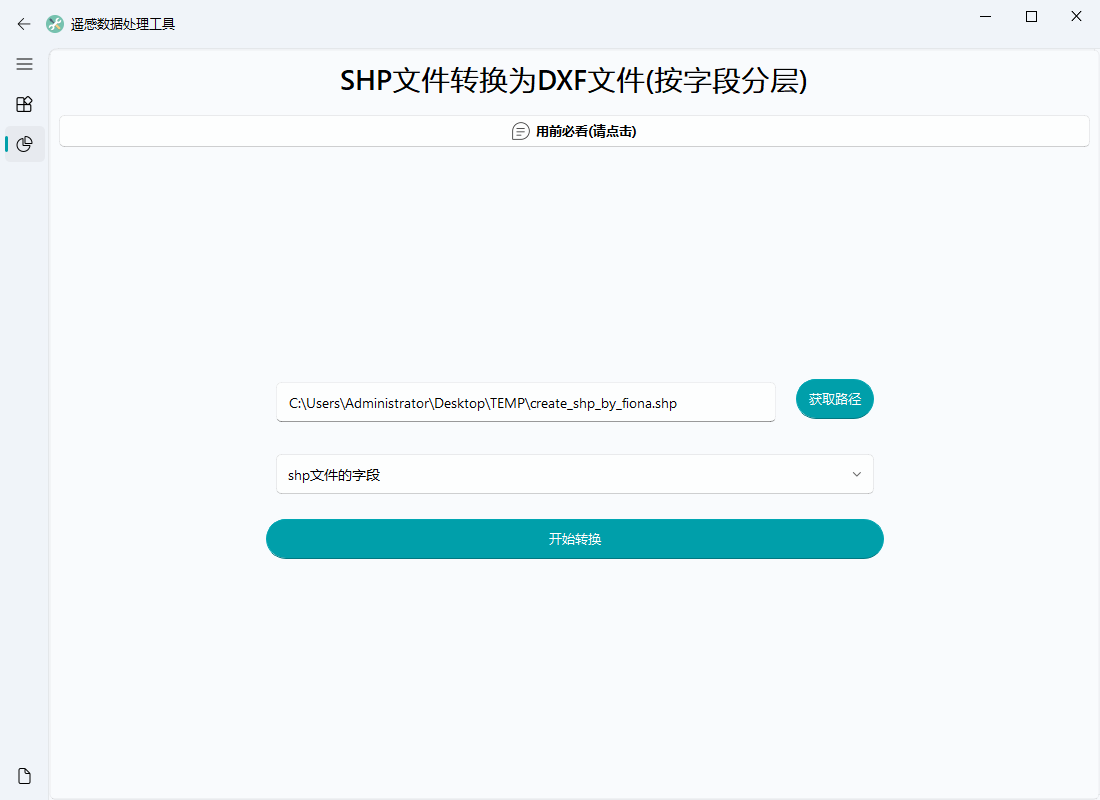 遥感数据处理工具
SHP文件转换为DXF文件(按字段分层)
用前必看(请点击)
C:\Users\Administrator\Desktop\TEMP\create_shp_by_fiona.shp
获取路径
shp文件的字段
开始转换